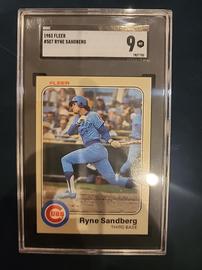 1983 FLEER
#507 RYNE SANDBERG
9
FLEER
CUBS
Ryne Sandberg
THIRD BASE